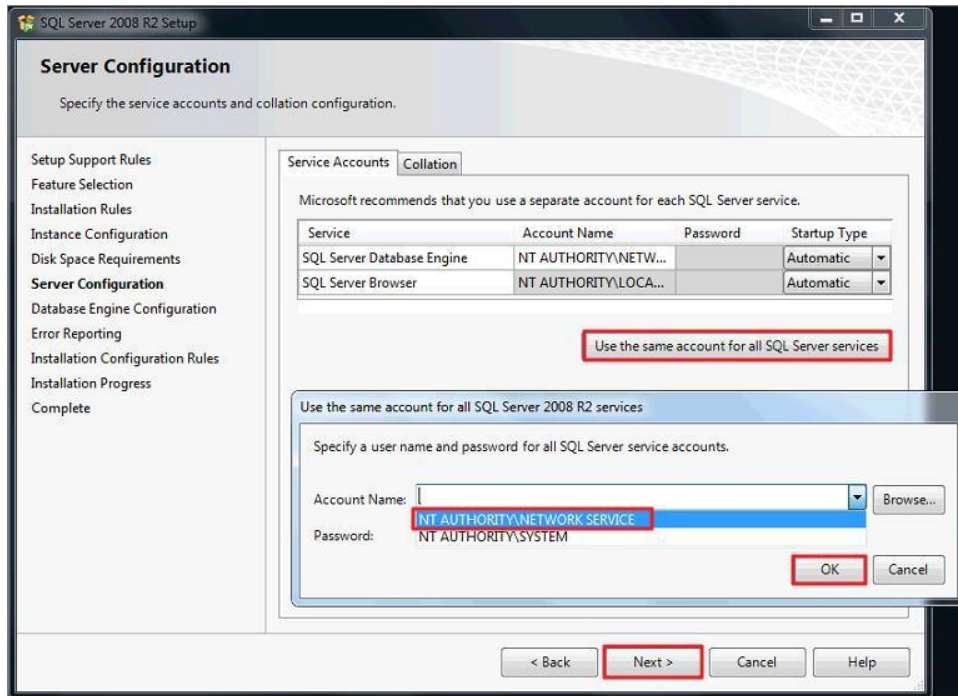 SQL Server 2008 R2 Setup
Server Configuration
Specify the service accounts and collation configuration.
Setup Support Rules
Feature Selection
Installation Rules
Instance Configuration
Disk Space Requirements
Server Configuration
Database Engine Configuration
Error Reporting
Installation Configuration Rules
Installation Progress
Complete
Service Accounts Collation
Microsoft recommends that you use a separate account for each SQL Server service.
Service Account Name Password Startup Type
SQL Server Database Engine NT AUTHORITY\NETW... Automatic
SQL Server Browser NT AUTHORITY\LOCA... Automatic
Use the same account for all SQL Server services
Use the same account for all SQL Server 2008 R2 services
Specify a user name and password for all SQL Server service accounts.
Account Name: Browse...
NT AUTHORITY\NETWORK SERVICE
Password: NT AUTHORITY\SYSTEM
OK Cancel
< Back Next > Cancel Help